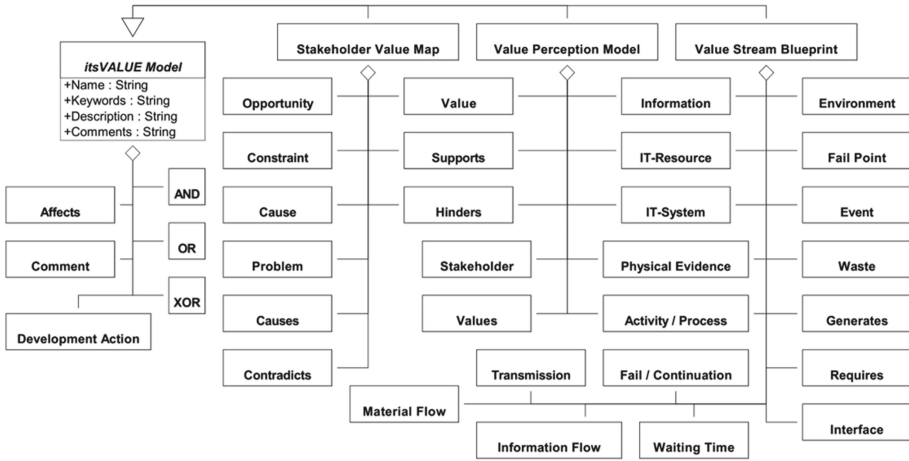 Stakeholder Value Map
Value Perception Model
Value Stream Blueprint
itsVALUE Model
+Name : String
+Keywords : String
+Description : String
+Comments : String
Opportunity
Value
Information
Environment
Constraint
Supports
IT-Resource
Fail Point
AND
Affects
Cause
Hinders
IT-System
Event
OR
Comment
Problem
Stakeholder
Physical Evidence
Waste
XOR
Development Action
Causes
Values
Activity / Process
Generates
Contradicts
Transmission
Fail / Continuation
Requires
Material Flow
Interface
Information Flow
Waiting Time